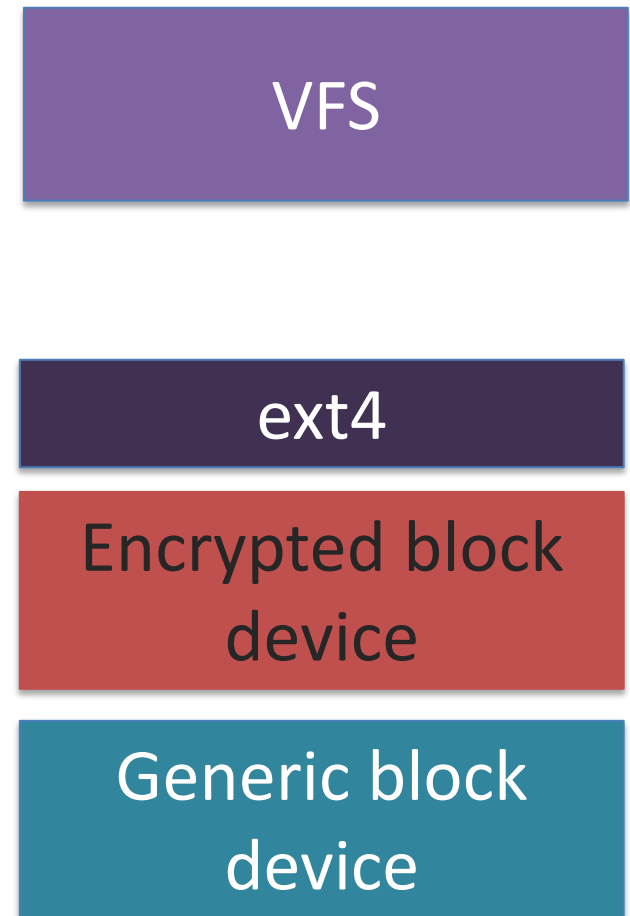 VFS
ext4
Encrypted block
device
Generic block
device